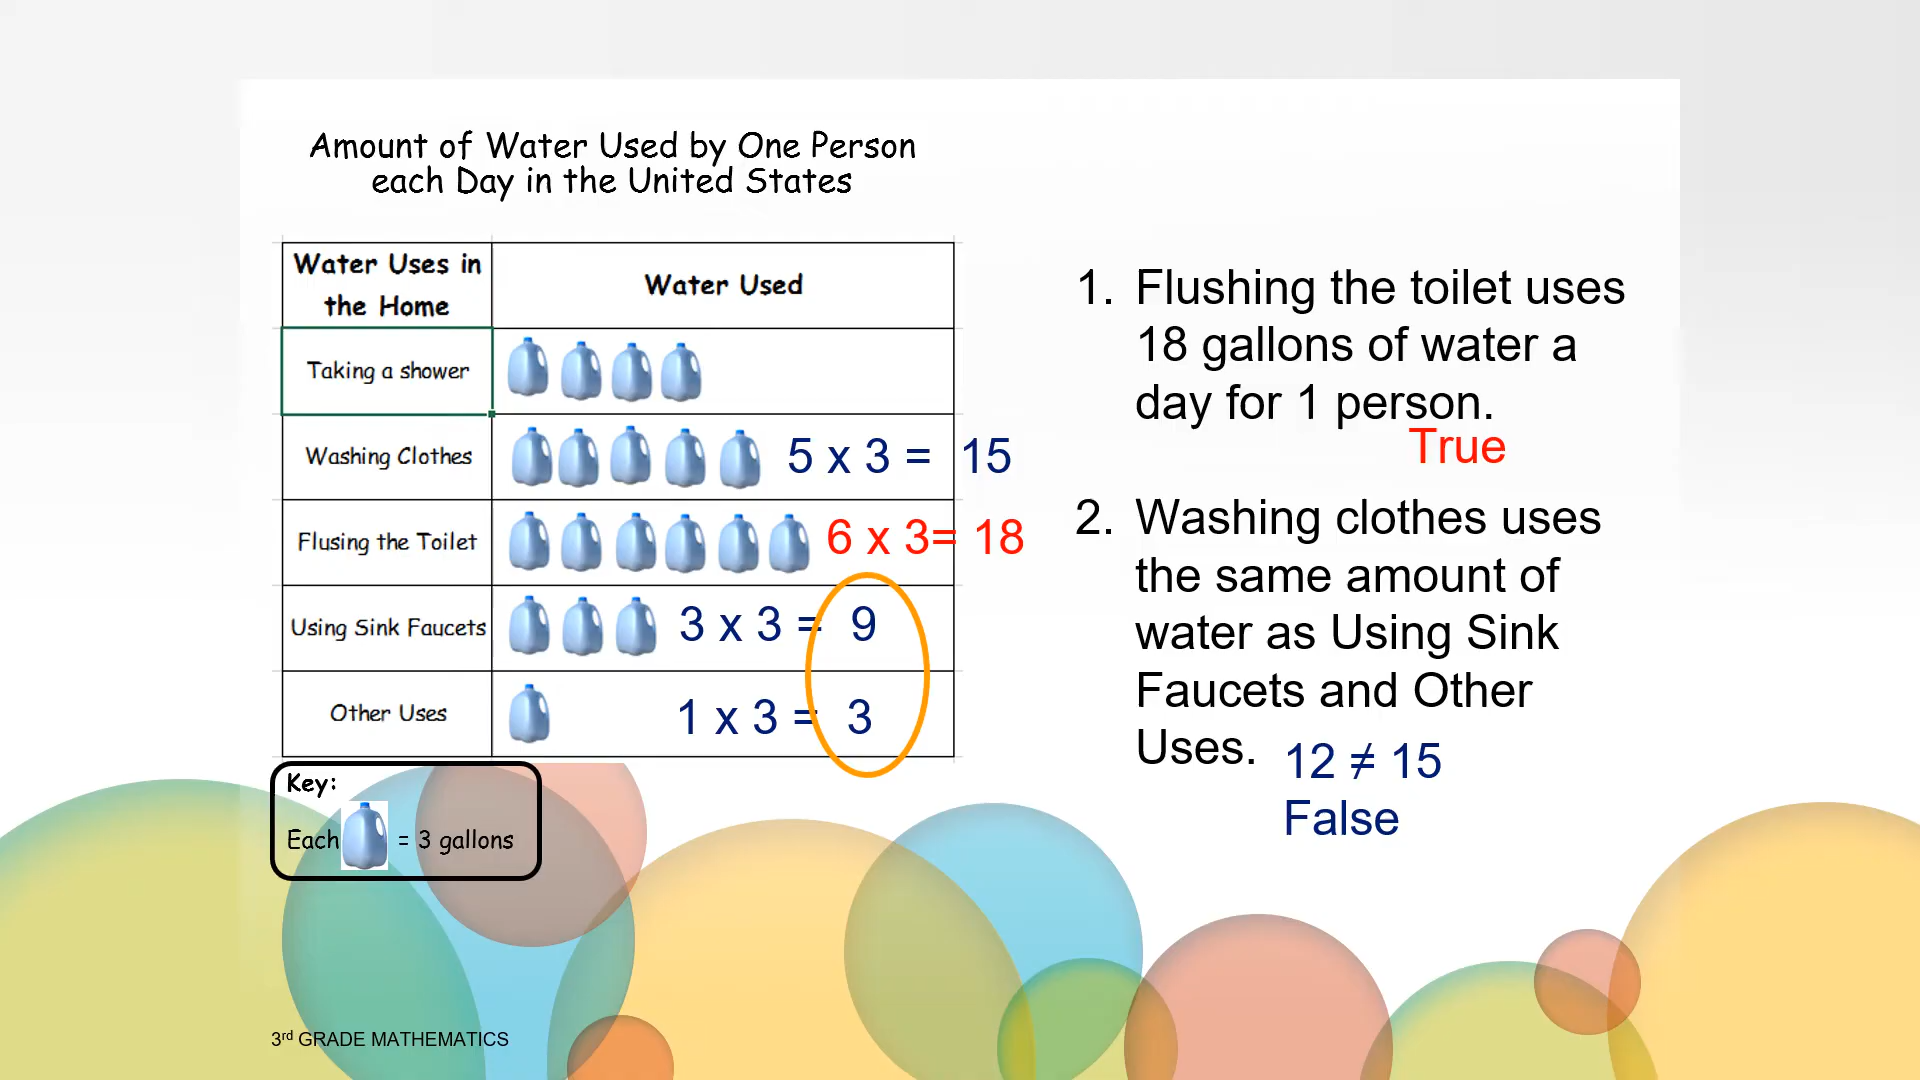 Amount of Water Used by One Person
each Day in the United States
Water Uses in
the Home
Water Used
Taking a shower
Washing Clothes
5 x 3 = 15
Flusing the Toilet
6 x 3= 18
Using Sink Faucets
3 x 3 = 9
Other Uses
1 x 3 = 3
Key:
Each = 3 gallons
1. Flushing the toilet uses
18 gallons of water a
day for 1 person.
True
2. Washing clothes uses
the same amount of
water as Using Sink
Faucets and Other
Uses.
12 ≠ 15
False
3rd GRADE MATHEMATICS